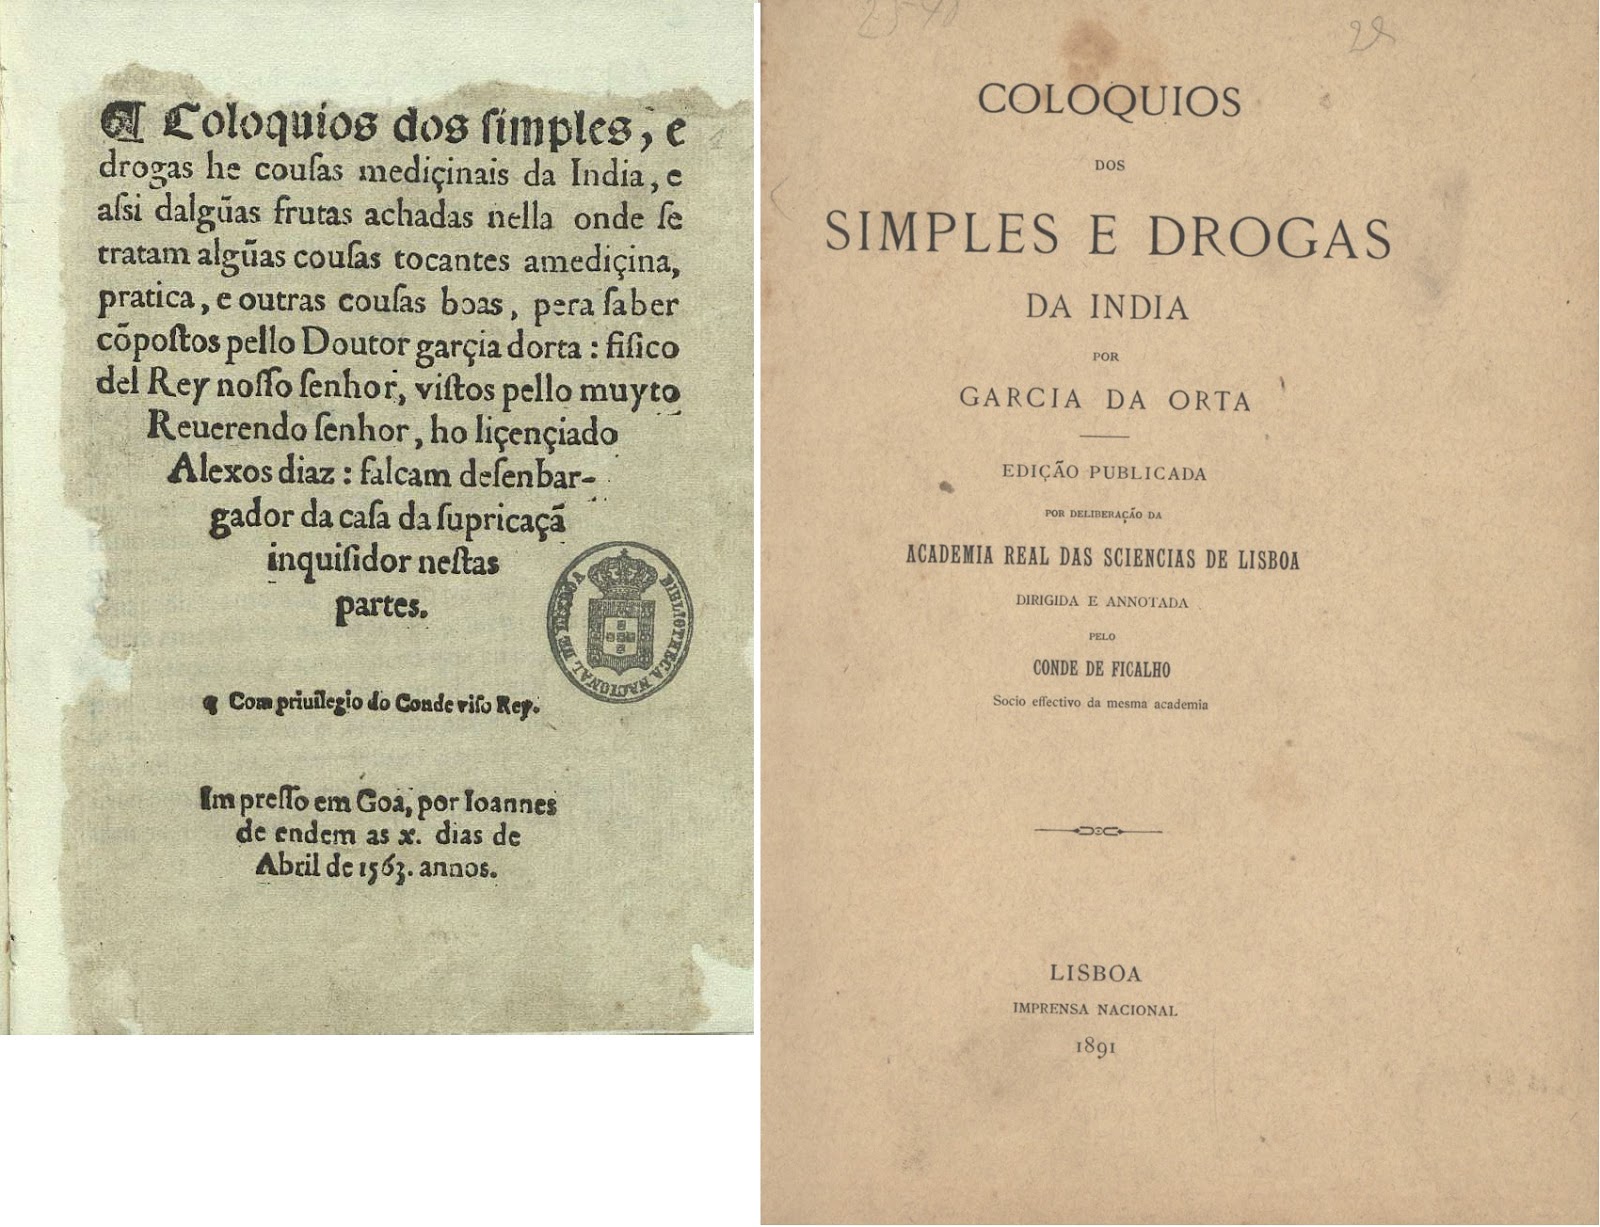 ¶ Coloquios dos ſimples, e
drogas he couſas mediçinais da India, e
aſsi dalgũas frutas achadas nella onde ſe
tratam algũas couſas tocantes amediçina,
pratica, e outras couſas boas, pera ſaber
cõpoſtos pello Doutor garçia dorta : fiſico
del Rey noſſo ſenhor, viſtos pello muyto
Reuerendo ſenhor, ho liçençiado
Alexos diaz : falcam deſenbar-
gador da caſa da ſupricaçã
inquiſidor neſtas
partes.
BIBLIOTHECA NACIONAL DE LISBOA
¶ Com priuilegio do Conde viſo Rey.
Impreſſo em Goa, por Ioannes
de endem as x. dias de
Abril de 1563. annos.
COLOQUIOS
DOS
SIMPLES E DROGAS
DA INDIA
POR
GARCIA DA ORTA
EDIÇÃO PUBLICADA
POR DELIBERAÇÃO DA
ACADEMIA REAL DAS SCIENCIAS DE LISBOA
DIRIGIDA E ANNOTADA
PELO
CONDE DE FICALHO
Socio effectivo da mesma academia
LISBOA
IMPRENSA NACIONAL
1891